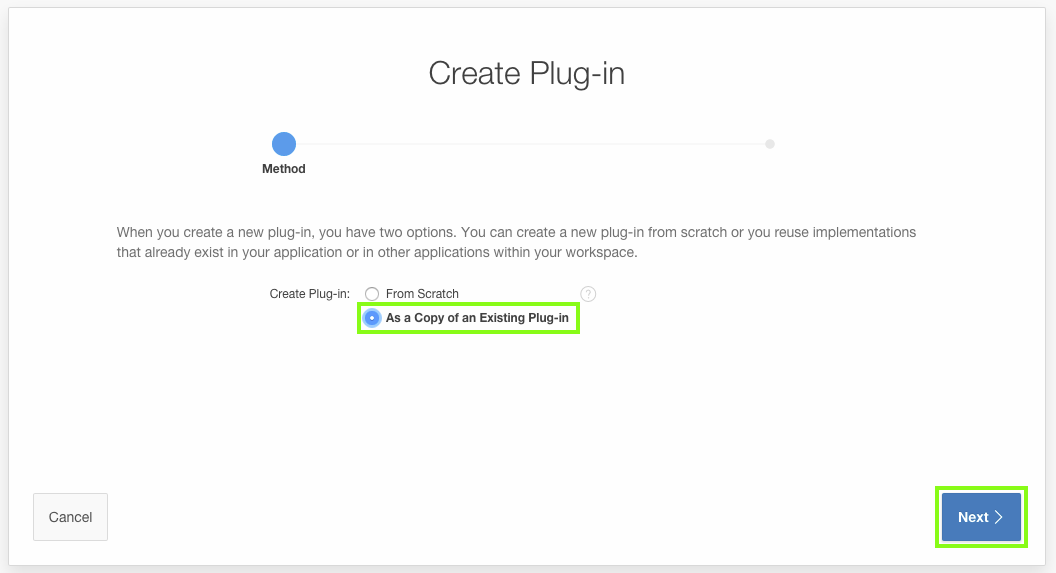 Create Plug-in
Method
When you create a new plug-in, you have two options. You can create a new plug-in from scratch or you reuse implementations
that already exist in your application or in other applications within your workspace.
Create Plug-in: From Scratch ?
As a Copy of an Existing Plug-in
Cancel Next